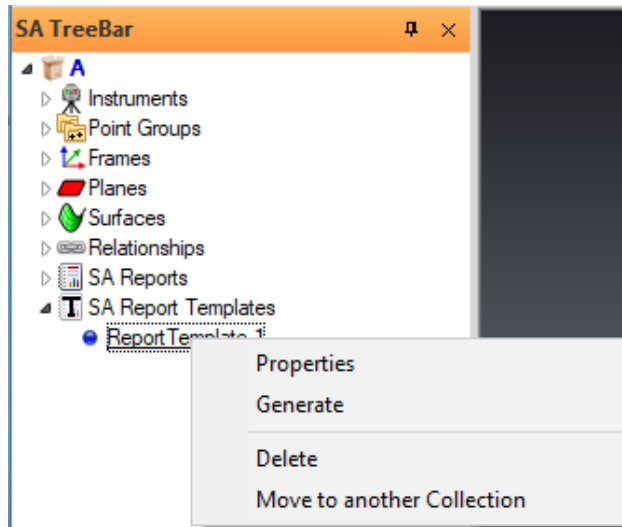 SA TreeBar
A
Instruments
Point Groups
Frames
Planes
Surfaces
Relationships
SA Reports
SA Report Templates
ReportTemplate 1
Properties
Generate
Delete
Move to another Collection